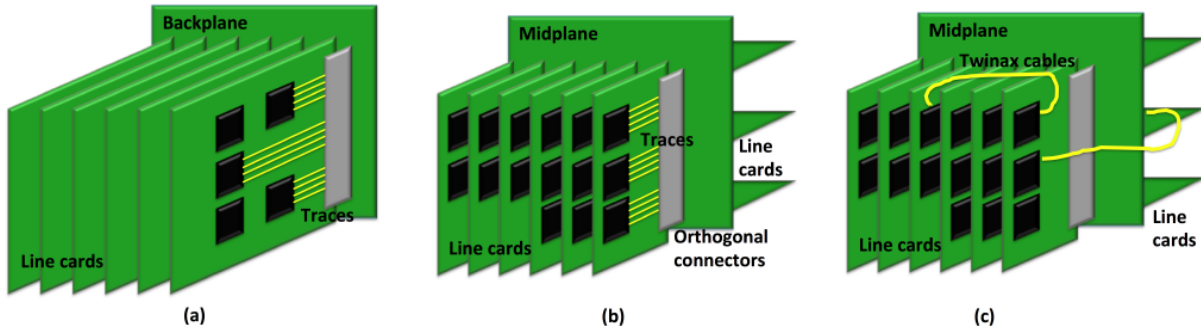 Backplane
Traces
Line cards
(a)
Midplane
Traces
Line
cards
Line cards
Orthogonal
connectors
(b)
Midplane
Twinax cables
Line cards
Line
cards
(c)